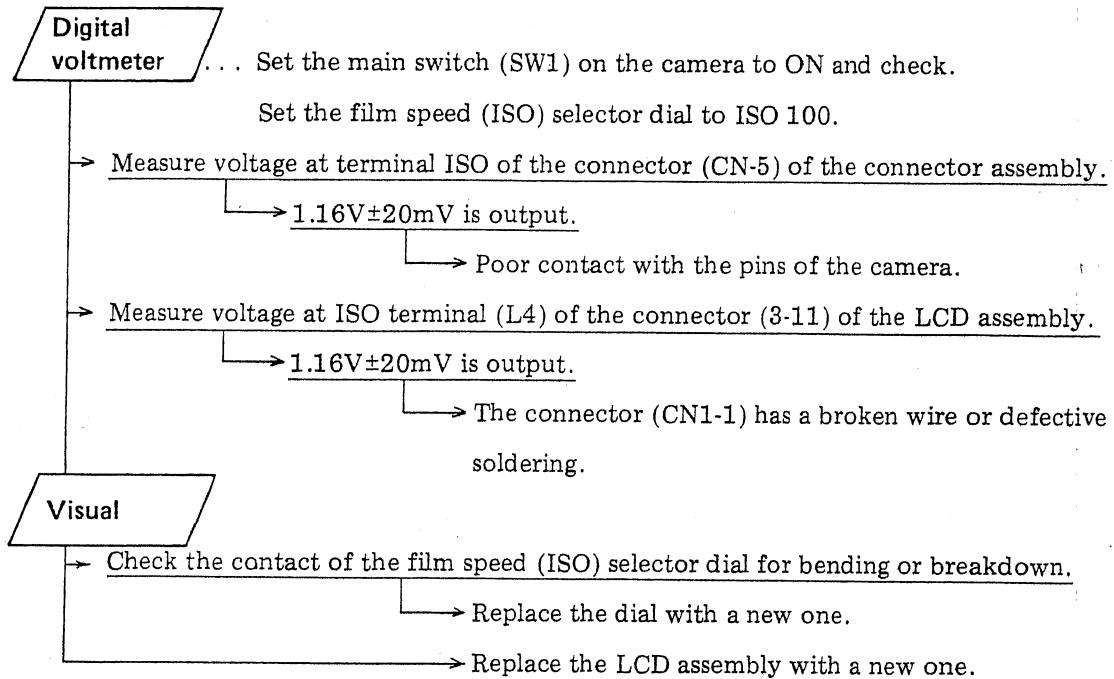 Digital
voltmeter ... Set the main switch (SW1) on the camera to ON and check.
Set the film speed (ISO) selector dial to ISO 100.
Measure voltage at terminal ISO of the connector (CN-5) of the connector assembly.
1.16V±20mV is output.
Poor contact with the pins of the camera.
Measure voltage at ISO terminal (L4) of the connector (3-11) of the LCD assembly.
1.16V±20mV is output.
The connector (CN1-1) has a broken wire or defective
soldering.
Visual
Check the contact of the film speed (ISO) selector dial for bending or breakdown.
Replace the dial with a new one.
Replace the LCD assembly with a new one.